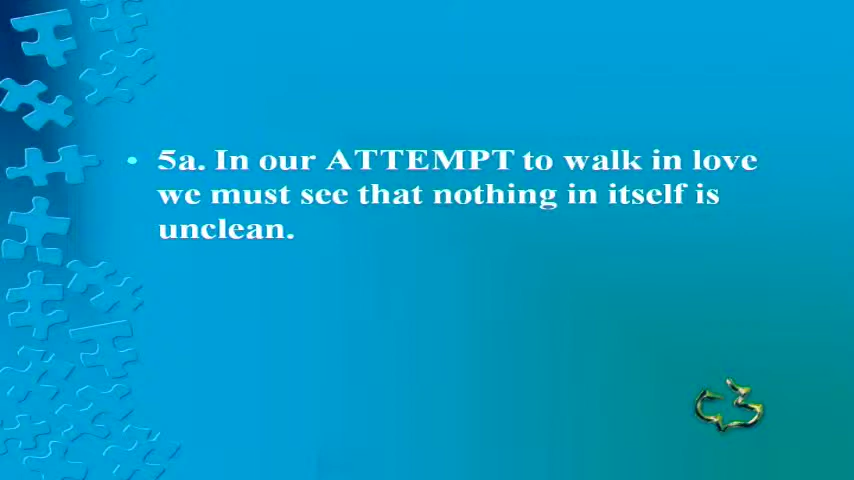 • 5a. In our ATTEMPT to walk in love
we must see that nothing in itself is
unclean.